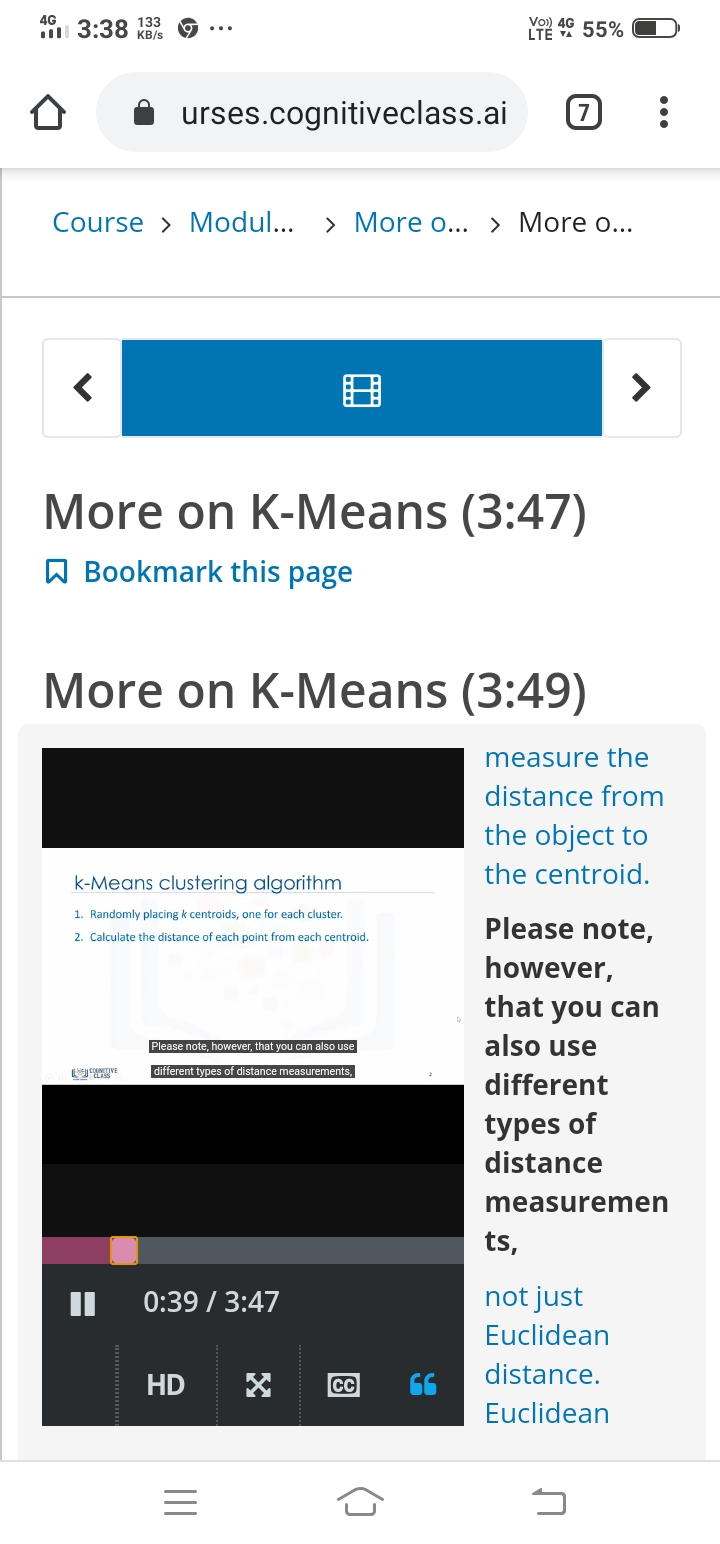 4G 3:38 133 KB/s ... Vo)) LTE 4G 55%
urses.cognitiveclass.ai 7
Course > Modul... > More o... > More o...
More on K-Means (3:47)
Bookmark this page
More on K-Means (3:49)
k-Means clustering algorithm
1. Randomly placing k centroids, one for each cluster.
2. Calculate the distance of each point from each centroid.
Please note, however, that you can also use
different types of distance measurements,
COGNITIVE
CLASS
2
0:39 / 3:47
HD
CC
measure the
distance from
the object to
the centroid.
Please note,
however,
that you can
also use
different
types of
distance
measuremen
ts,
not just
Euclidean
distance.
Euclidean